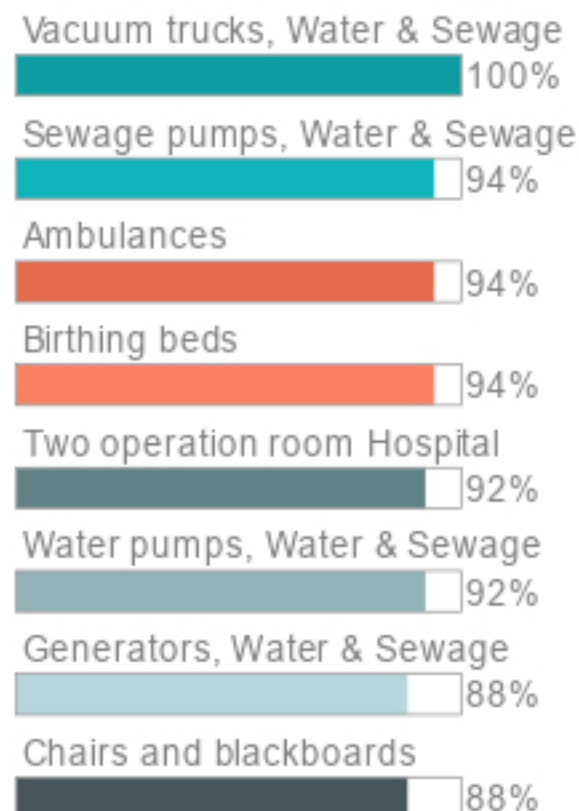 Vacuum trucks, Water & Sewage
100%
Sewage pumps, Water & Sewage
94%
Ambulances
94%
Birthing beds
94%
Two operation room Hospital
92%
Water pumps, Water & Sewage
92%
Generators, Water & Sewage
88%
Chairs and blackboards
88%